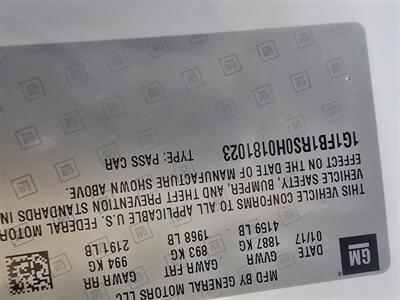 MFD BY GENERAL MOTORS LLC
DATE GVWR GAWR FRT GAWR RR
01/17 1887 KG 893 KG 994 KG
4159 LB 1968 LB 2191 LB
THIS VEHICLE CONFORMS TO ALL APPLICABLE U.S. FEDERAL MOTOR
VEHICLE SAFETY, BUMPER, AND THEFT PREVENTION STANDARDS IN
EFFECT ON THE DATE OF MANUFACTURE SHOWN ABOVE.
1G1FB1RS0H0181023 TYPE: PASS CAR
GM